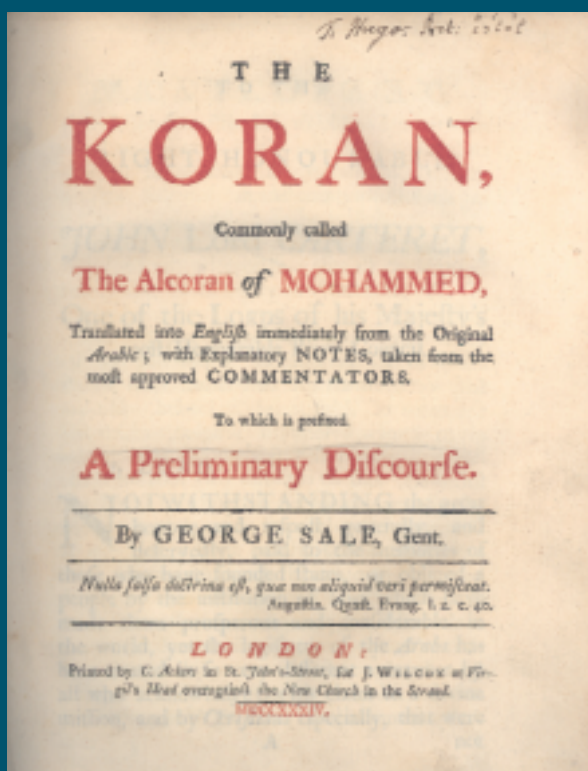 THE
KORAN,
Commonly called
The Alcoran of MOHAMMED,
Tranſlated into Engliſh immediately from the Original
Arabic; with Explanatory NOTES, taken from the
moſt approved COMMENTATORS.
To which is prefixed
A Preliminary Diſcourſe.
By GEORGE SALE, Gent.
Nulla falſa doctrina eſt, quæ non aliquid veri permiſceat.
Auguſtin. Quæſt. Evang. l. 2. c. 40.
LONDON:
Printed by C. Ackers in St. John's-Street, for J. WILCOX at Vir-
gil's Head overagainſt the New Church in the Strand.
MDCCXXXIV.